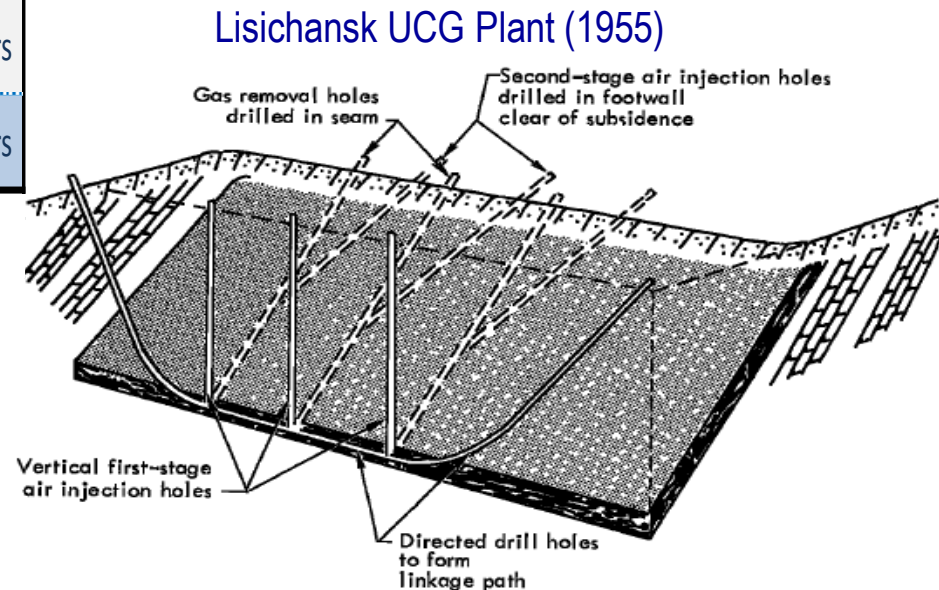 Lisichansk UCG Plant (1955)
Gas removal holes
drilled in seam
Second-stage air injection holes
drilled in footwall
clear of subsidence
Vertical first-stage
air injection holes
Directed drill holes
to form
linkage path